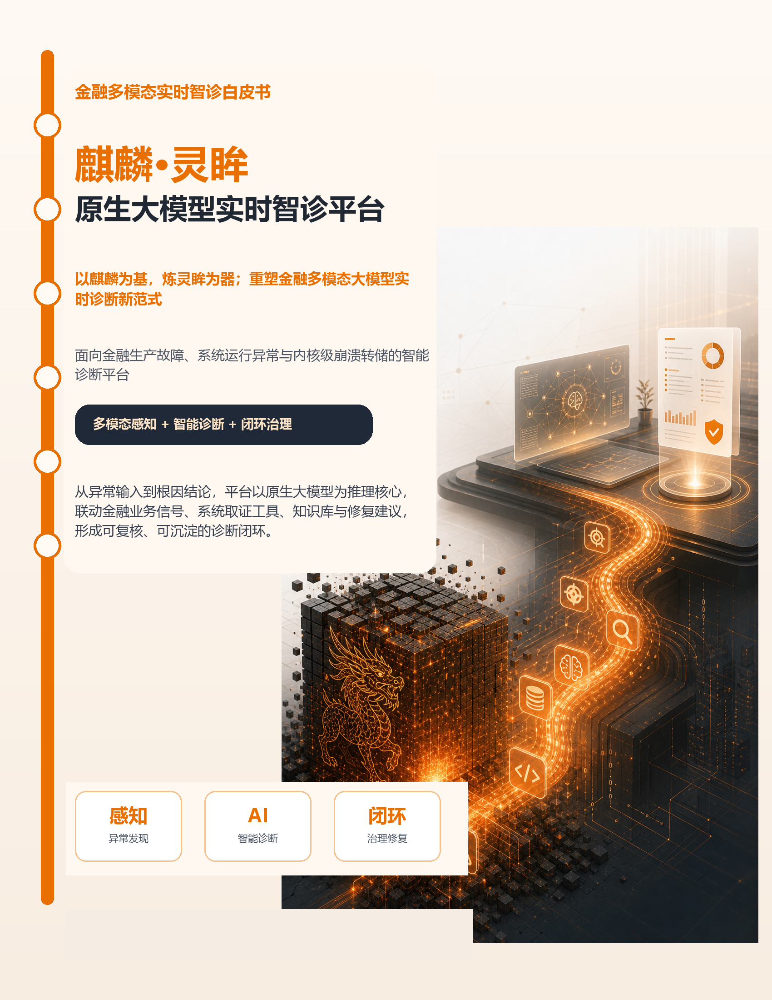 金融多模态实时智诊白皮书
麒麟•灵眸
原生大模型实时智诊平台
以麒麟为基，炼灵眸为器；重塑金融多模态大模型实
时诊断新范式
面向金融生产故障、系统运行异常与内核级崩溃转储的智能
诊断平台
多模态感知 + 智能诊断 + 闭环治理
从异常输入到根因结论，平台以原生大模型为推理核心，
联动金融业务信号、系统取证工具、知识库与修复建议，
形成可复核、可沉淀的诊断闭环。
感知
异常发现
AI
智能诊断
闭环
治理修复